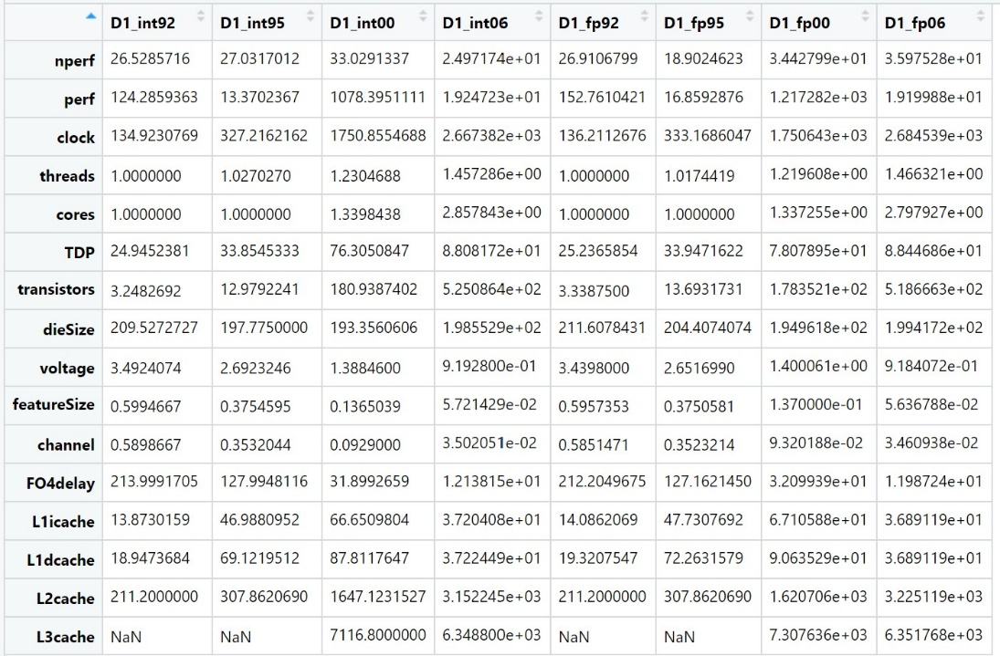 D1_int92 D1_int95 D1_int00 D1_int06 D1_fp92 D1_fp95 D1_fp00 D1_fp06
nperf 26.5285716 27.0317012 33.0291337 2.497174e+01 26.9106799 18.9024623 3.442799e+01 3.597528e+01
perf 124.2859363 13.3702367 1078.3951111 1.924723e+01 152.7610421 16.8592876 1.217282e+03 1.919988e+01
clock 134.9230769 327.2162162 1750.8554688 2.667382e+03 136.2112676 333.1686047 1.750643e+03 2.684539e+03
threads 1.0000000 1.0270270 1.2304688 1.457286e+00 1.0000000 1.0174419 1.219608e+00 1.466321e+00
cores 1.0000000 1.0000000 1.3398438 2.857843e+00 1.0000000 1.0000000 1.337255e+00 2.797927e+00
TDP 24.9452381 33.8545333 76.3050847 8.808172e+01 25.2365854 33.9471622 7.807895e+01 8.844686e+01
transistors 3.2482692 12.9792241 180.9387402 5.250864e+02 3.3387500 13.6931731 1.783521e+02 5.186663e+02
dieSize 209.5272727 197.7750000 193.3560606 1.985529e+02 211.6078431 204.4074074 1.949618e+02 1.994172e+02
voltage 3.4924074 2.6923246 1.3884600 9.192800e-01 3.4398000 2.6516990 1.400061e+00 9.184072e-01
featureSize 0.5994667 0.3754595 0.1365039 5.721429e-02 0.5957353 0.3750581 1.370000e-01 5.636788e-02
channel 0.5898667 0.3532044 0.0929000 3.502051e-02 0.5851471 0.3523214 9.320188e-02 3.460938e-02
FO4delay 213.9991705 127.9948116 31.8992659 1.213815e+01 212.2049675 127.1621450 3.209939e+01 1.198724e+01
L1icache 13.8730159 46.9880952 66.6509804 3.720408e+01 14.0862069 47.7307692 6.710588e+01 3.689119e+01
L1dcache 18.9473684 69.1219512 87.8117647 3.722449e+01 19.3207547 72.2631579 9.063529e+01 3.689119e+01
L2cache 211.2000000 307.8620690 1647.1231527 3.152245e+03 211.2000000 307.8620690 1.620706e+03 3.225119e+03
L3cache NaN NaN 7116.8000000 6.348800e+03 NaN NaN 7.307636e+03 6.351768e+03